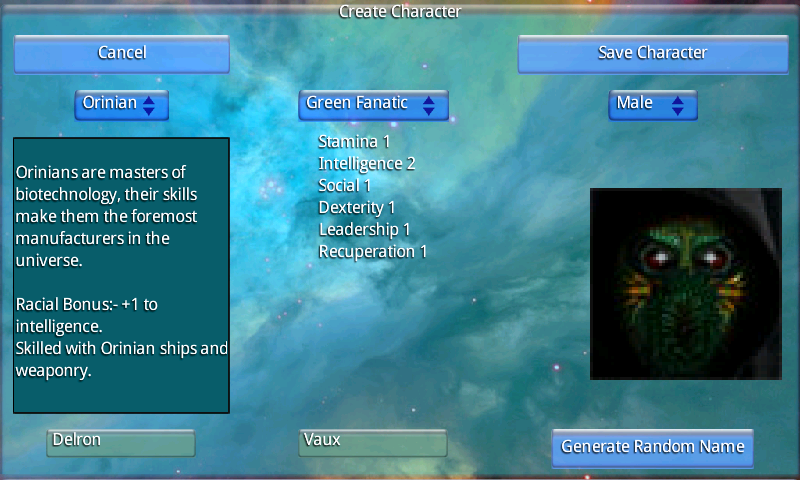 Create Character
Cancel
Save Character
Orinian
Green Fanatic
Male
Orinians are masters of
biotechnology, their skills
make them the foremost
manufacturers in the
universe.
Racial Bonus:- +1 to
intelligence.
Skilled with Orinian ships and
weaponry.
Stamina 1
Intelligence 2
Social 1
Dexterity 1
Leadership 1
Recuperation 1
Delron
Vaux
Generate Random Name